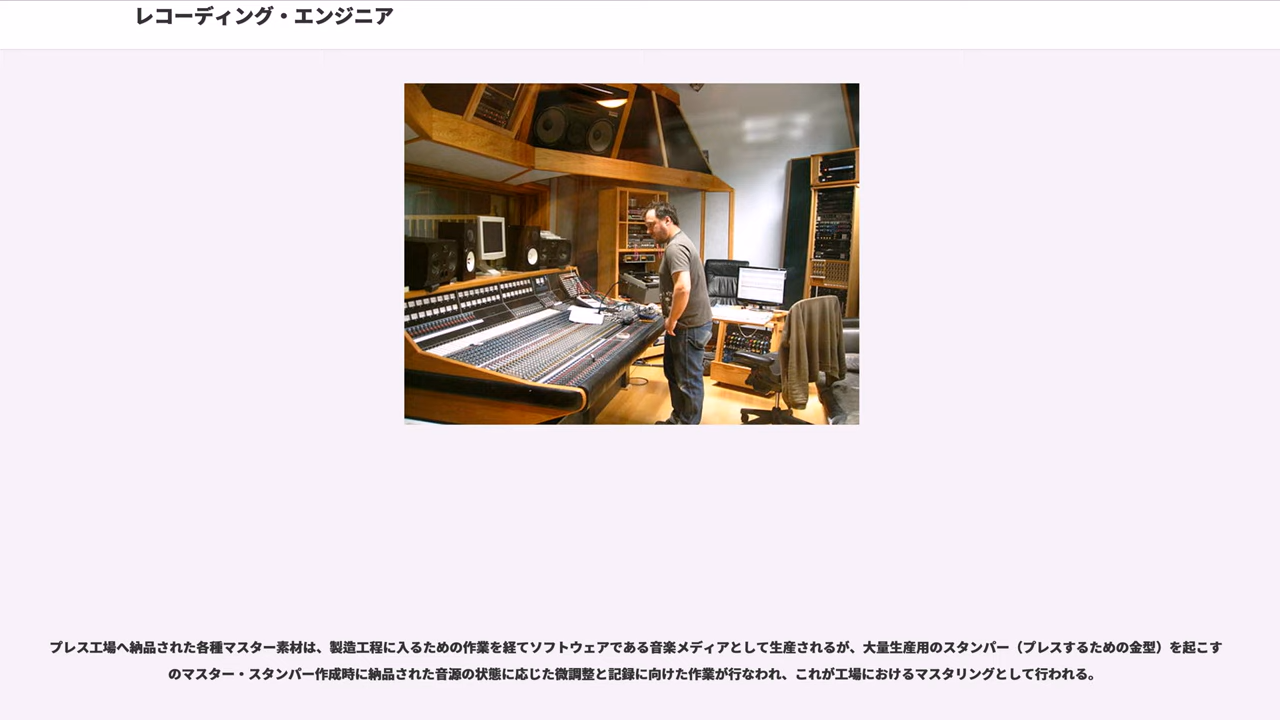 レコーディング・エンジニア
プレス工場へ納品された各種マスター素材は、製造工程に入るための作業を経てソフトウェアである音楽メディアとして生産されるが、大量生産用のスタンパー（プレスするための金型）を起こす
のマスター・スタンパー作成時に納品された音源の状態に応じた微調整と記録に向けた作業が行なわれ、これが工場におけるマスタリングとして行われる。